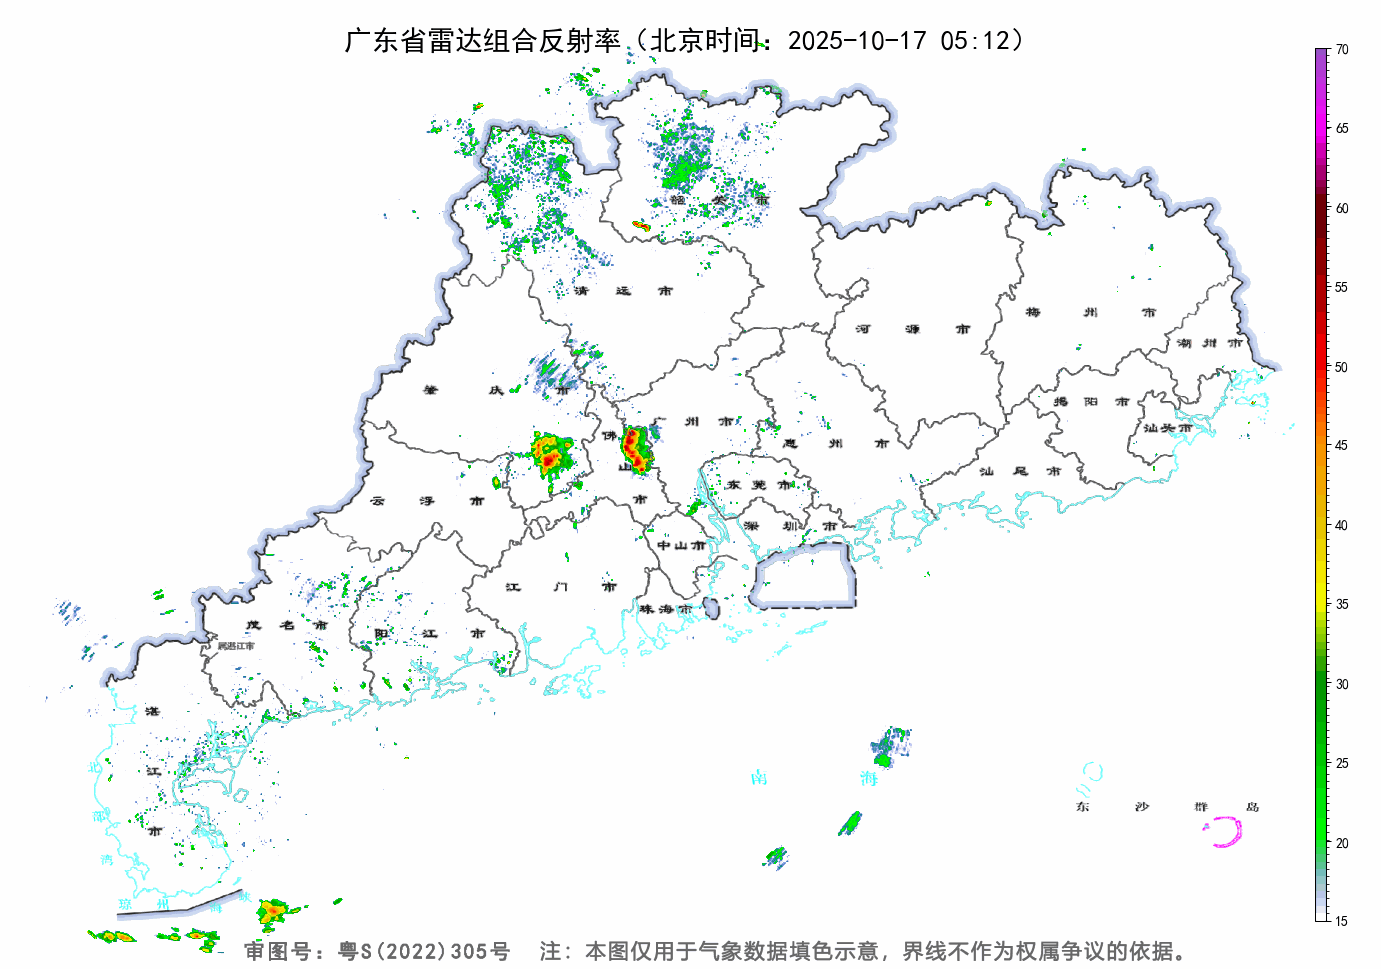 广东省雷达组合反射率（北京时间：2025-10-17 05:12）
70
65
60
55
50
45
40
35
30
25
20
15
韶关市
清远市
河源市
梅州市
潮州市
肇庆市
揭阳市
汕头市
广州市
佛山市
惠州市
汕尾市
东莞市
云浮市
深圳市
中山市
江门市
珠海市
茂名市
阳江市
属湛江市
湛江市
北部湾
南海
东沙群岛
琼州海峡
审图号：粤S(2022)305号 注：本图仅用于气象数据填色示意，界线不作为权属争议的依据。